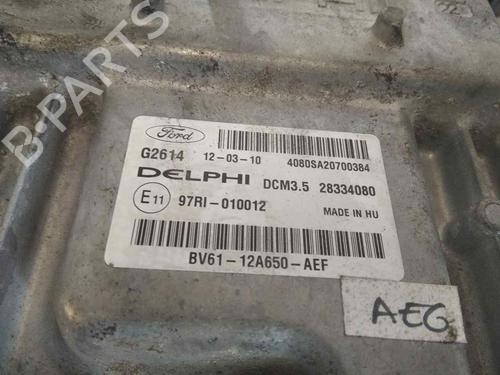 B-PARTS
Ford
G2614 12-03-10 4080SA20700384
DELPHI DCM3.5 28334080
E11 97RI-010012 MADE IN HU
BV61-12A650-AEF
AEG